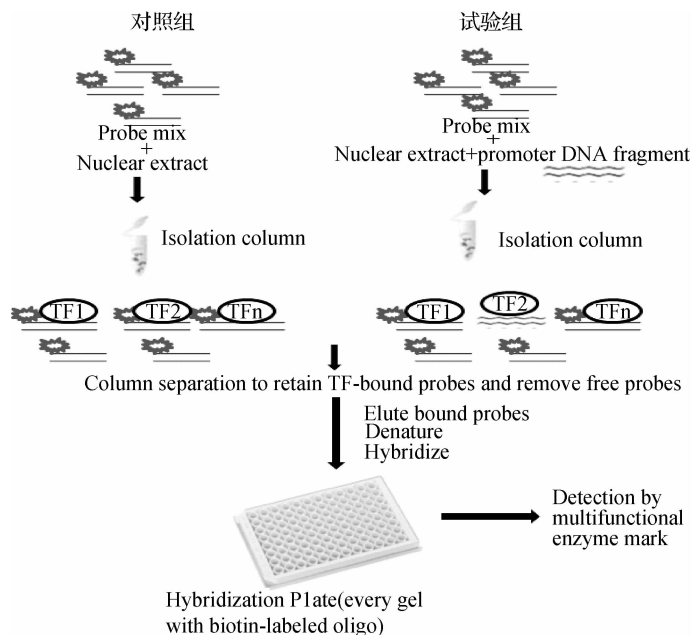 对照组
试验组
Probe mix
+
Nuclear extract
Probe mix
+
Nuclear extract+promoter DNA fragment
Isolation column
Isolation column
TF1
TF2
TFn
TF1
TF2
TFn
Column separation to retain TF-bound probes and remove free probes
Elute bound probes
Denature
Hybridize
Detection by
multifunctional
enzyme mark
Hybridization P1ate(every gel
with biotin-labeled oligo)